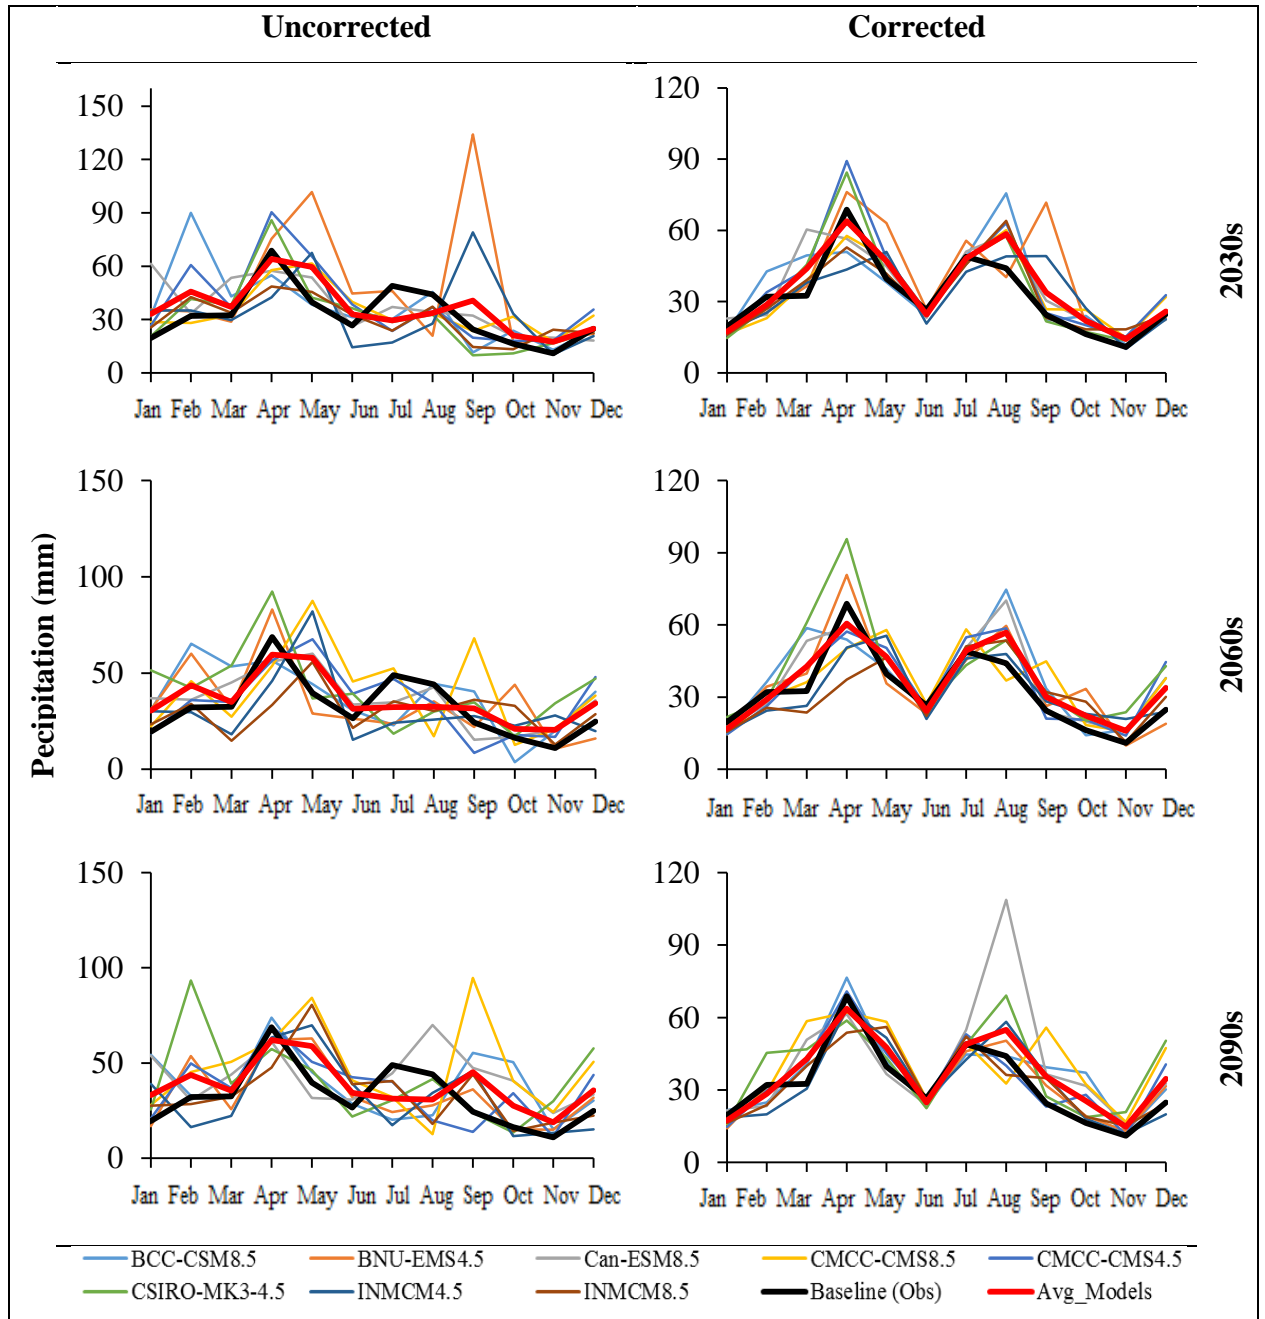 Uncorrected Corrected
150
120
90
60
30
0
Jan Feb Mar Apr May Jun Jul Aug Sep Oct Nov Dec
120
90
60
30
0
Jan Feb Mar Apr May Jun Jul Aug Sep Oct Nov Dec
2030s
Pecipitation (mm)
150
100
50
0
Jan Feb Mar Apr May Jun Jul Aug Sep Oct Nov Dec
120
90
60
30
0
Jan Feb Mar Apr May Jun Jul Aug Sep Oct Nov Dec
2060s
150
100
50
0
Jan Feb Mar Apr May Jun Jul Aug Sep Oct Nov Dec
120
90
60
30
0
Jan Feb Mar Apr May Jun Jul Aug Sep Oct Nov Dec
2090s
BCC-CSM8.5 BNU-EMS4.5 Can-ESM8.5 CMCC-CMS8.5 CMCC-CMS4.5
CSIRO-MK3-4.5 INMCM4.5 INMCM8.5 Baseline (Obs) Avg_Models